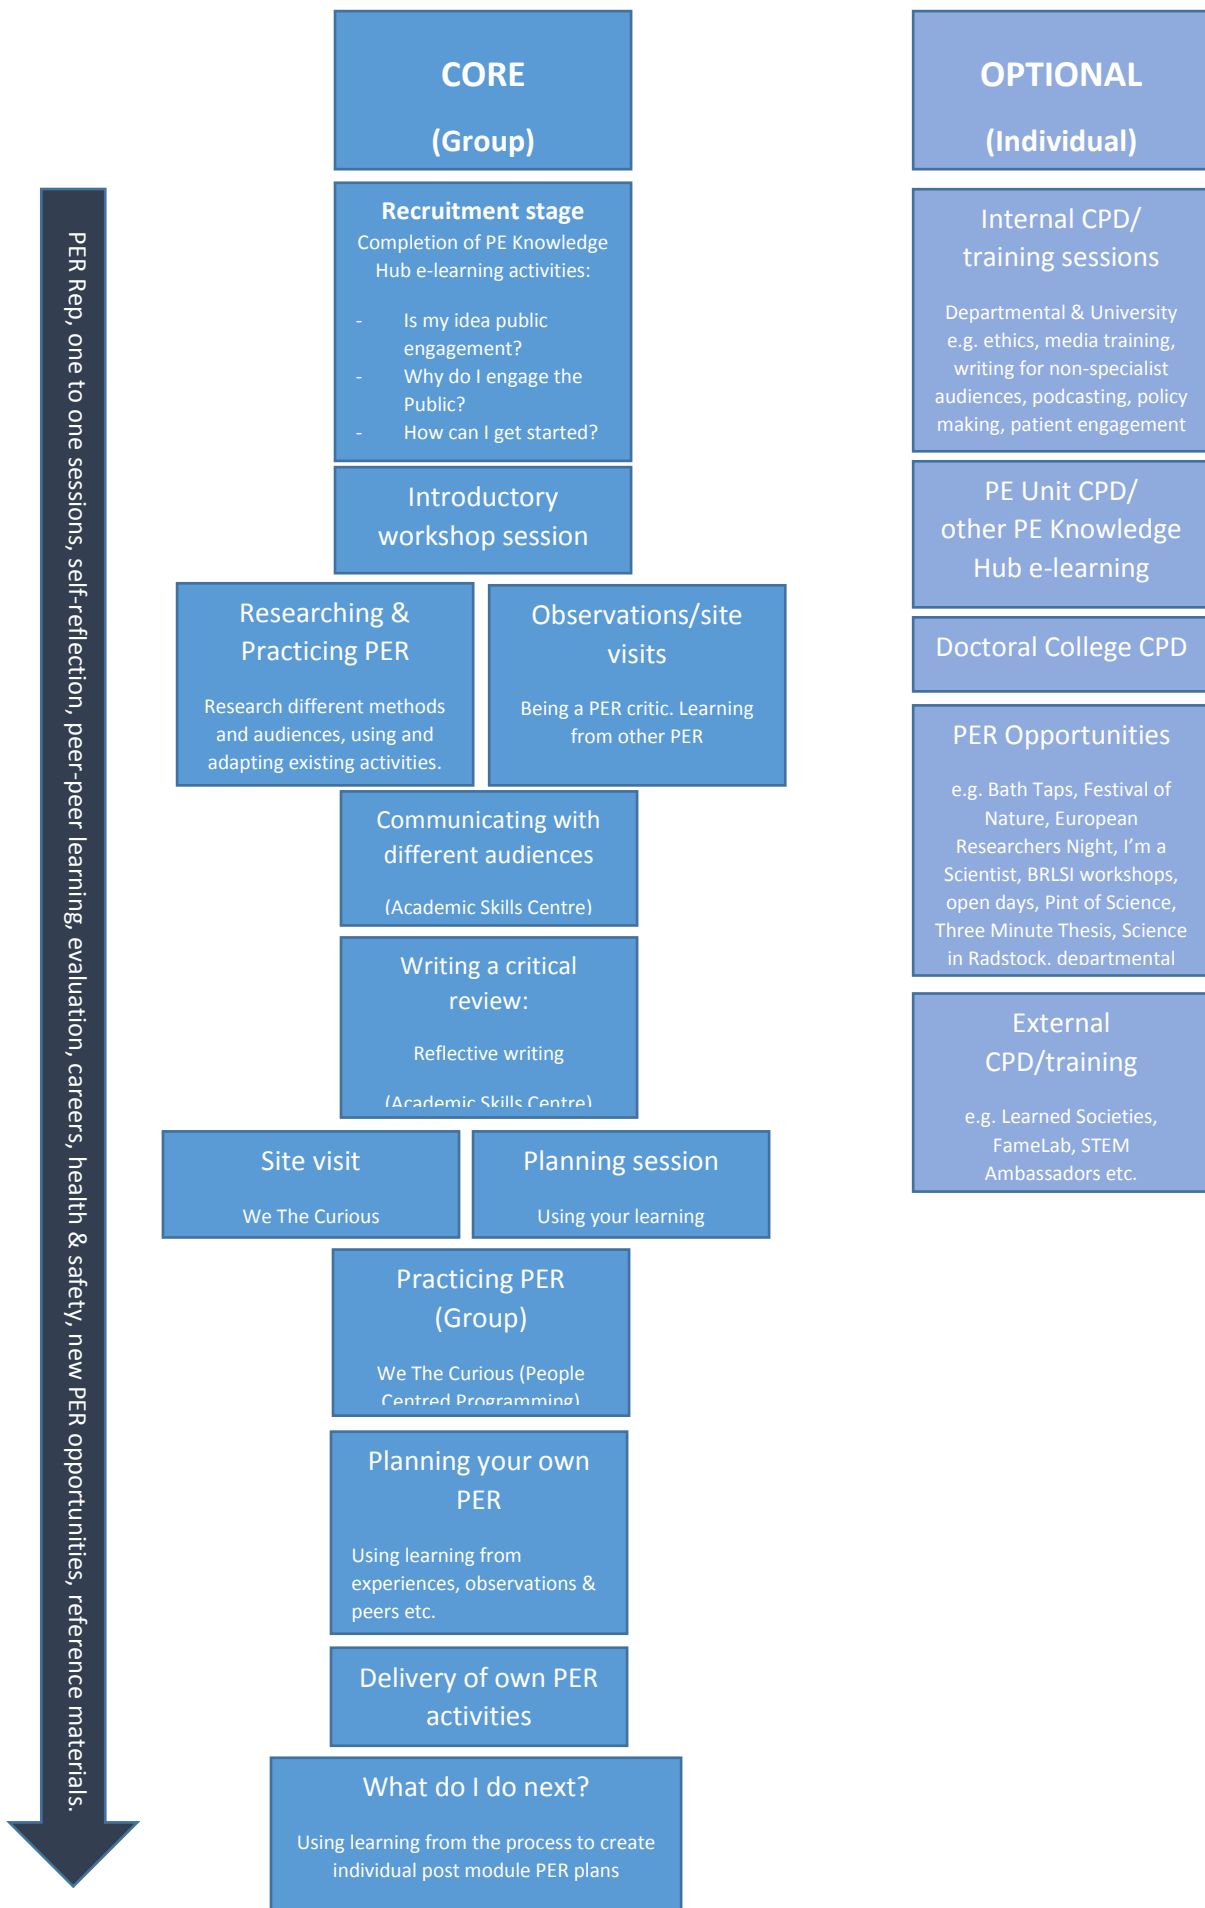 CORE
(Group)
OPTIONAL
(Individual)
PER Rep, one to one sessions, self-reflection, peer-peer learning, evaluation, careers, health & safety, new PER opportunities, reference materials.
Recruitment stage
Completion of PE Knowledge
Hub e-learning activities:
- Is my idea public
engagement?
- Why do I engage the
Public?
- How can I get started?
Introductory
workshop session
Researching &
Practicing PER
Research different methods
and audiences, using and
adapting existing activities.
Observations/site
visits
Being a PER critic. Learning
from other PER
Communicating with
different audiences
(Academic Skills Centre)
Writing a critical
review:
Reflective writing
(Academic Skills Centre)
Site visit
We The Curious
Planning session
Using your learning
Practicing PER
(Group)
We The Curious (People
Centred Programming)
Planning your own
PER
Using learning from
experiences, observations &
peers etc.
Delivery of own PER
activities
What do I do next?
Using learning from the process to create
individual post module PER plans
Internal CPD/
training sessions
Departmental & University
e.g. ethics, media training,
writing for non-specialist
audiences, podcasting, policy
making, patient engagement
PE Unit CPD/
other PE Knowledge
Hub e-learning
Doctoral College CPD
PER Opportunities
e.g. Bath Taps, Festival of
Nature, European
Researchers Night, I'm a
Scientist, BRLSI workshops,
open days, Pint of Science,
Three Minute Thesis, Science
in Radstock, departmental
External
CPD/training
e.g. Learned Societies,
FameLab, STEM
Ambassadors etc.